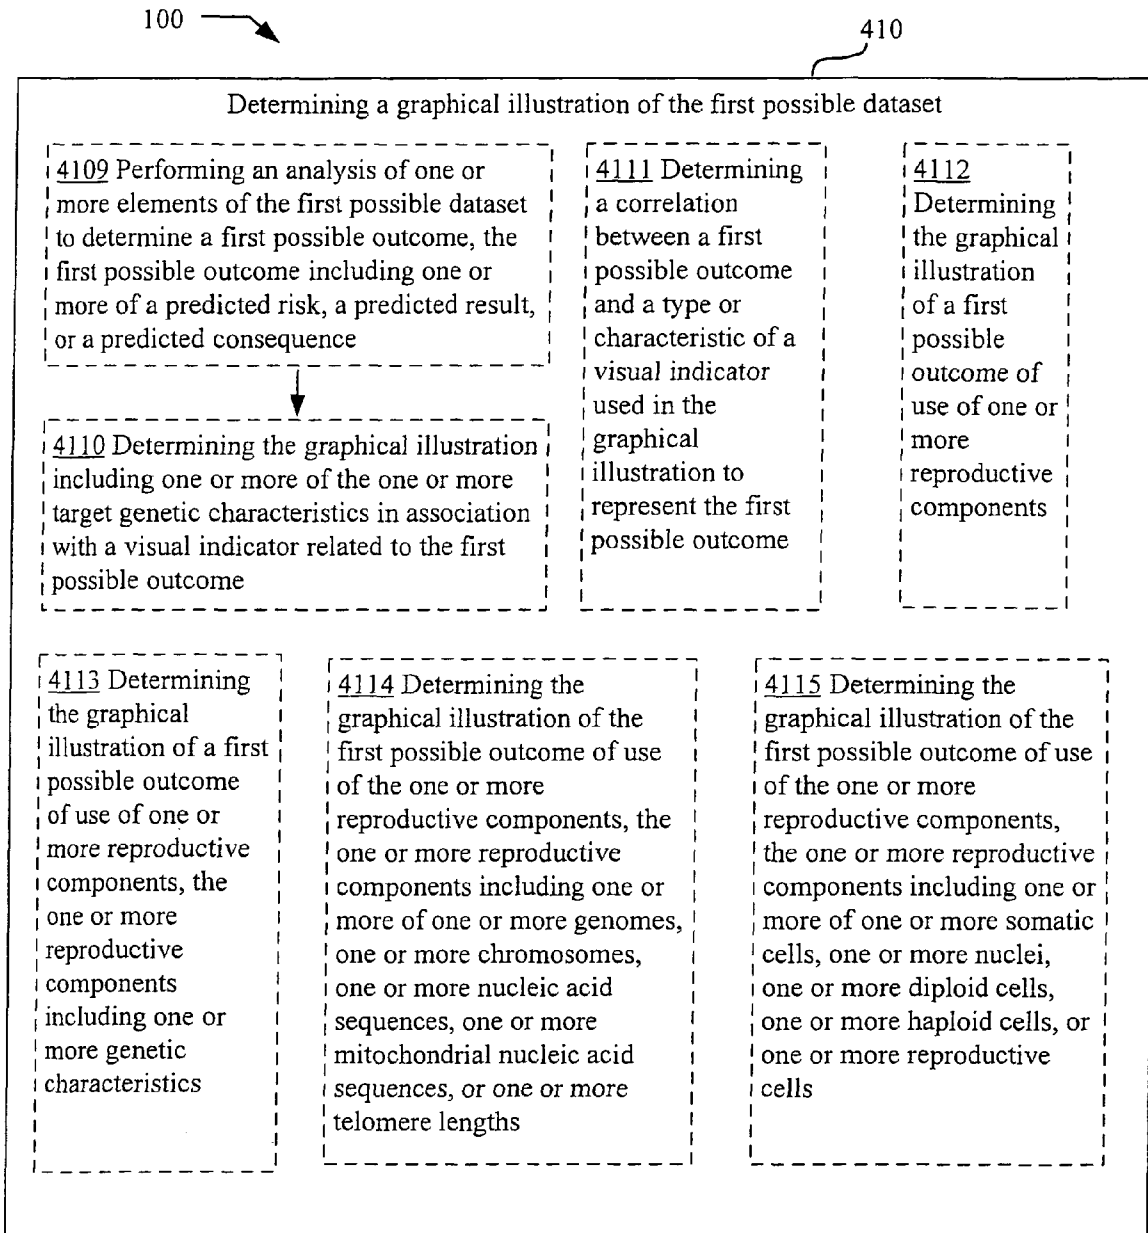 100
410
Determining a graphical illustration of the first possible dataset
4109 Performing an analysis of one or
more elements of the first possible dataset
to determine a first possible outcome, the
first possible outcome including one or
more of a predicted risk, a predicted result,
or a predicted consequence
4110 Determining the graphical illustration
including one or more of the one or more
target genetic characteristics in association
with a visual indicator related to the first
possible outcome
4111 Determining
a correlation
between a first
possible outcome
and a type or
characteristic of a
visual indicator
used in the
graphical
illustration to
represent the first
possible outcome
4112
Determining
the graphical
illustration
of a first
possible
outcome of
use of one or
more
reproductive
components
4113 Determining
the graphical
illustration of a first
possible outcome
of use of one or
more reproductive
components, the
one or more
reproductive
components
including one or
more genetic
characteristics
4114 Determining the
graphical illustration of the
first possible outcome of use
of the one or more
reproductive components, the
one or more reproductive
components including one or
more of one or more genomes,
one or more chromosomes,
one or more nucleic acid
sequences, one or more
mitochondrial nucleic acid
sequences, or one or more
telomere lengths
4115 Determining the
graphical illustration of the
first possible outcome of use
of the one or more
reproductive components,
the one or more reproductive
components including one or
more of one or more somatic
cells, one or more nuclei,
one or more diploid cells,
one or more haploid cells, or
one or more reproductive
cells